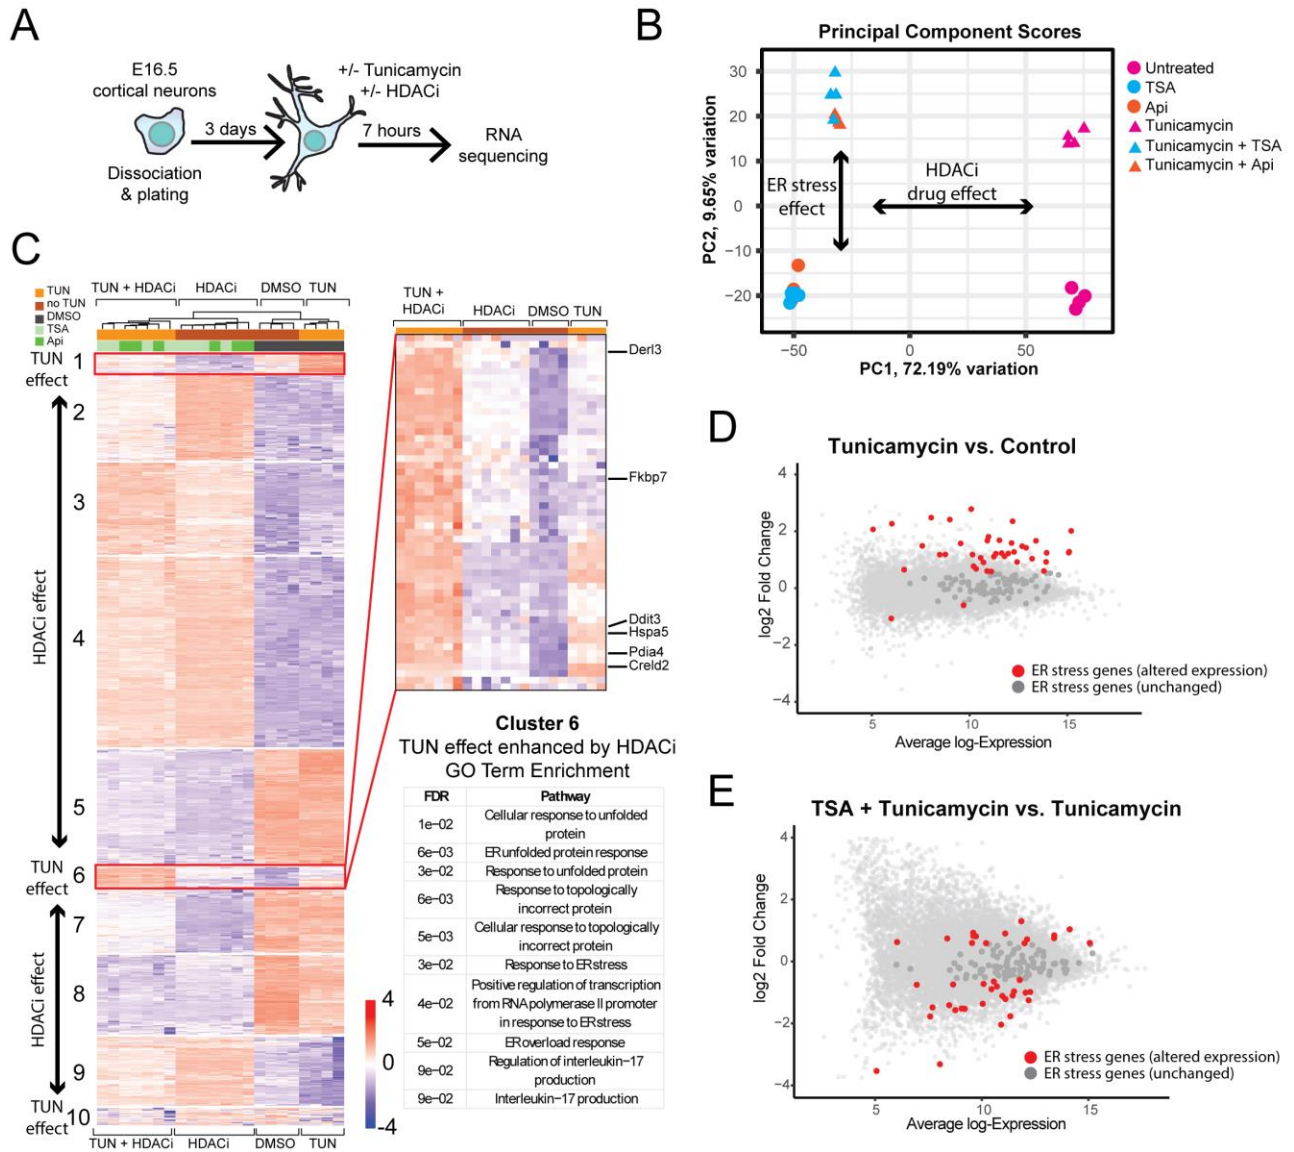 A
E16.5
cortical neurons
3 days
Dissociation
& plating
+/- Tunicamycin
+/- HDACi
7 hours
RNA
sequencing
B
Principal Component Scores
PC2, 9.65% variation
30
20
10
0
−10
−20
ER stress
effect
HDACi
drug effect
−50
0
50
PC1, 72.19% variation
Untreated
TSA
Api
Tunicamycin
Tunicamycin + TSA
Tunicamycin + Api
C
TUN
no TUN
DMSO
TSA
Api
TUN + HDACi
HDACi
DMSO
TUN
TUN
effect
1
2
3
HDACi effect
4
5
TUN
effect
6
7
HDACi effect
8
9
TUN
effect
10
TUN + HDACi
HDACi
DMSO
TUN
TUN +
HDACi
HDACi
DMSO
TUN
Derl3
Fkbp7
Ddit3
Hspa5
Pdia4
Creld2
Cluster 6
TUN effect enhanced by HDACi
GO Term Enrichment
FDR Pathway
1e−02 Cellular response to unfolded
protein
6e−03 ER unfolded protein response
3e−02 Response to unfolded protein
6e−03 Response to topologically
incorrect protein
5e−03 Cellular response to topologically
incorrect protein
3e−02 Response to ER stress
4e−02 Positive regulation of transcription
from RNA polymerase II promoter
in response to ER stress
5e−02 ER overload response
9e−02 Regulation of interleukin−17
production
9e−02 Interleukin−17 production
4
0
-4
D
Tunicamycin vs. Control
log2 Fold Change
4
2
0
−2
−4
ER stress genes (altered expression)
ER stress genes (unchanged)
5
10
15
Average log-Expression
E
TSA + Tunicamycin vs. Tunicamycin
log2 Fold Change
4
2
0
−2
−4
ER stress genes (altered expression)
ER stress genes (unchanged)
5
10
15
Average log-Expression